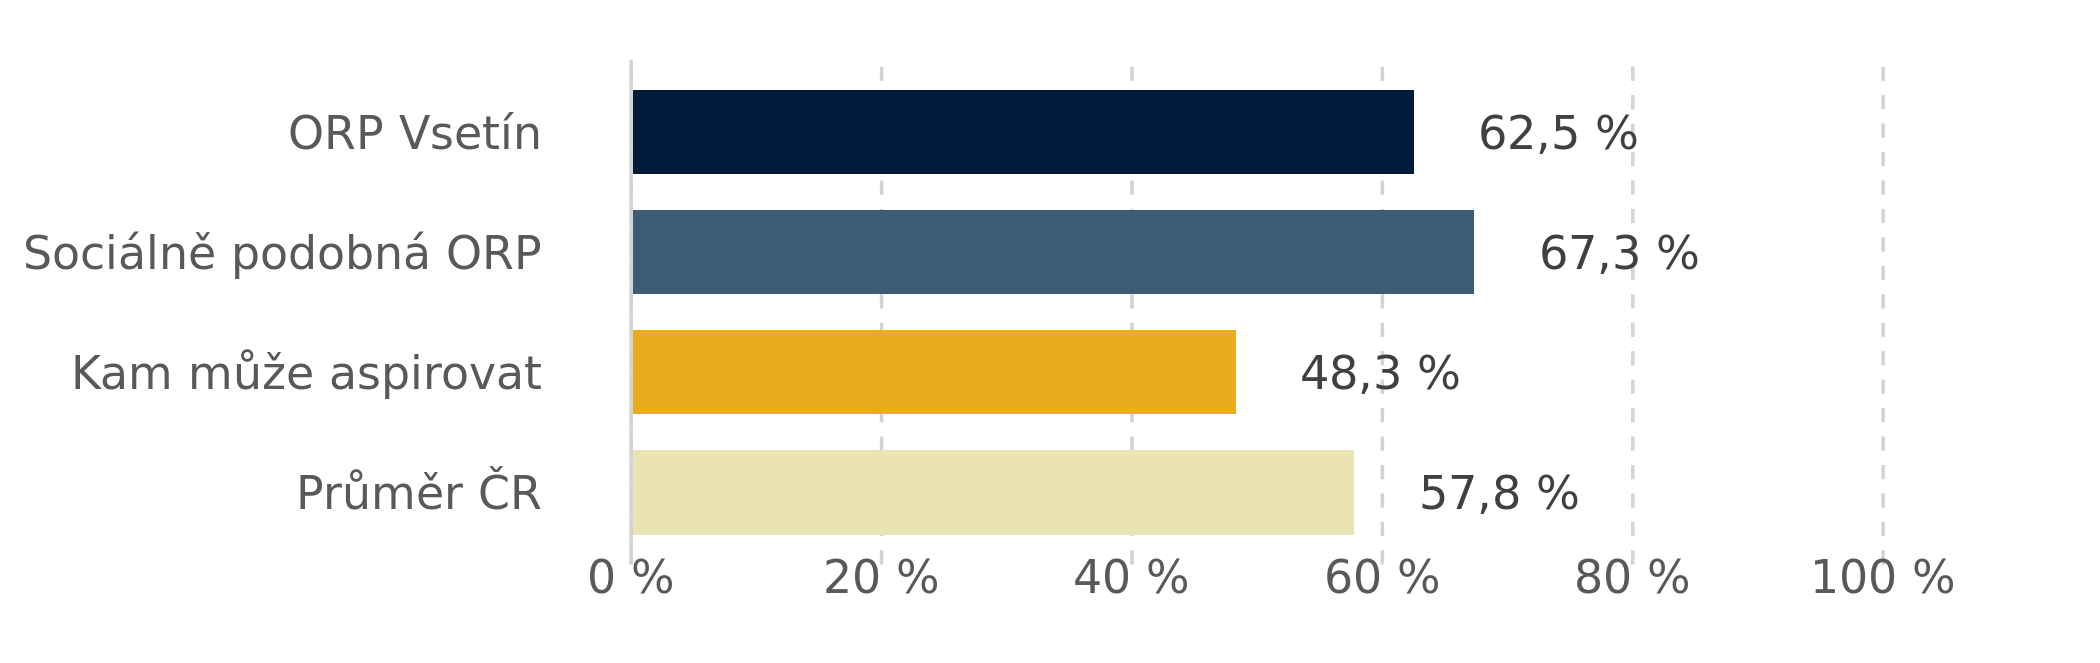 ORP Vsetín 62,5 %
Sociálně podobná ORP 67,3 %
Kam může aspirovat 48,3 %
Průměr ČR 57,8 %
0 % 20 % 40 % 60 % 80 % 100 %